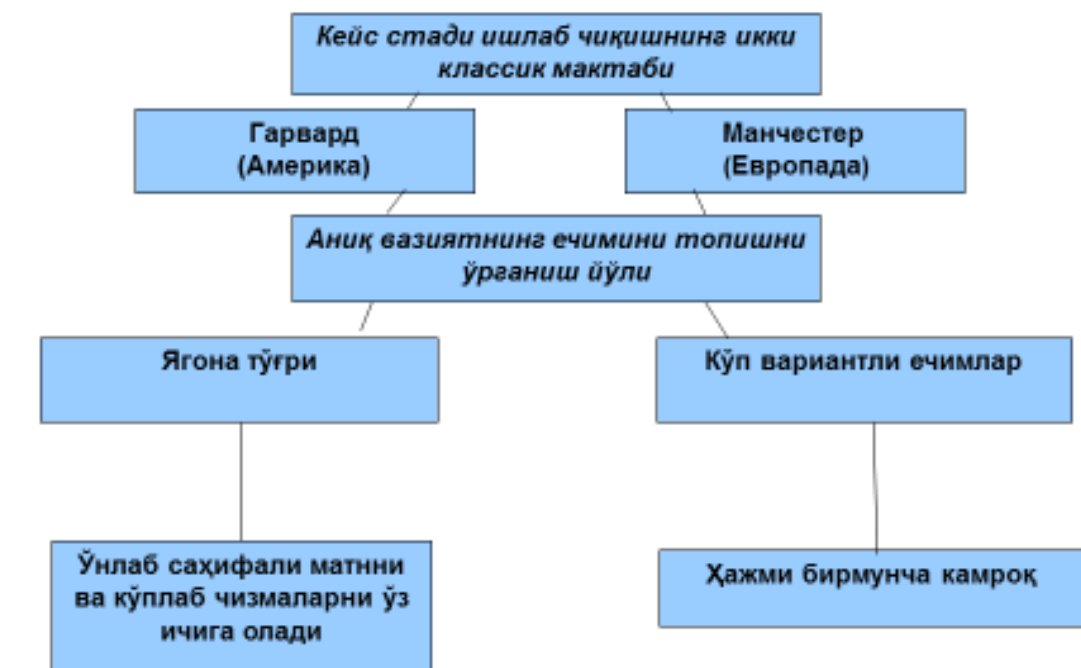 Кейс стади ишлаб чиқишнинг икки
классик мактаби
Гарвард
(Америка)
Манчестер
(Европада)
Аниқ вазиятнинг ечимини топишни
ўрганиш йўли
Ягона тўғри
Кўп вариантли ечимлар
Ўнлаб саҳифали матнни
ва кўплаб чизмаларни ўз
ичига олади
Ҳажми бирмунча камроқ